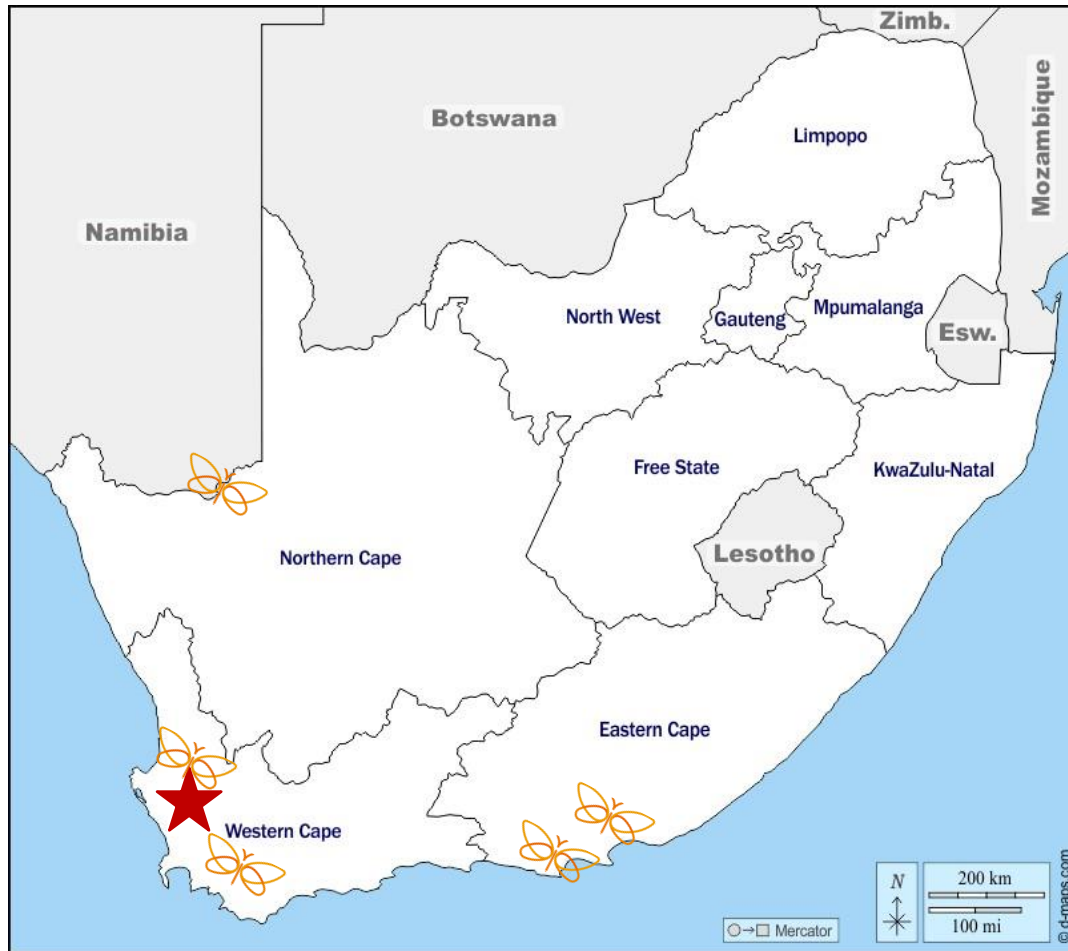 Zimb.
Botswana
Mozambique
Limpopo
Namibia
North West
Gauteng
Mpumalanga
Esw.
Free State
KwaZulu-Natal
Northern Cape
Lesotho
Eastern Cape
Western Cape
N
200 km
100 mi
Mercator
© d-maps.com